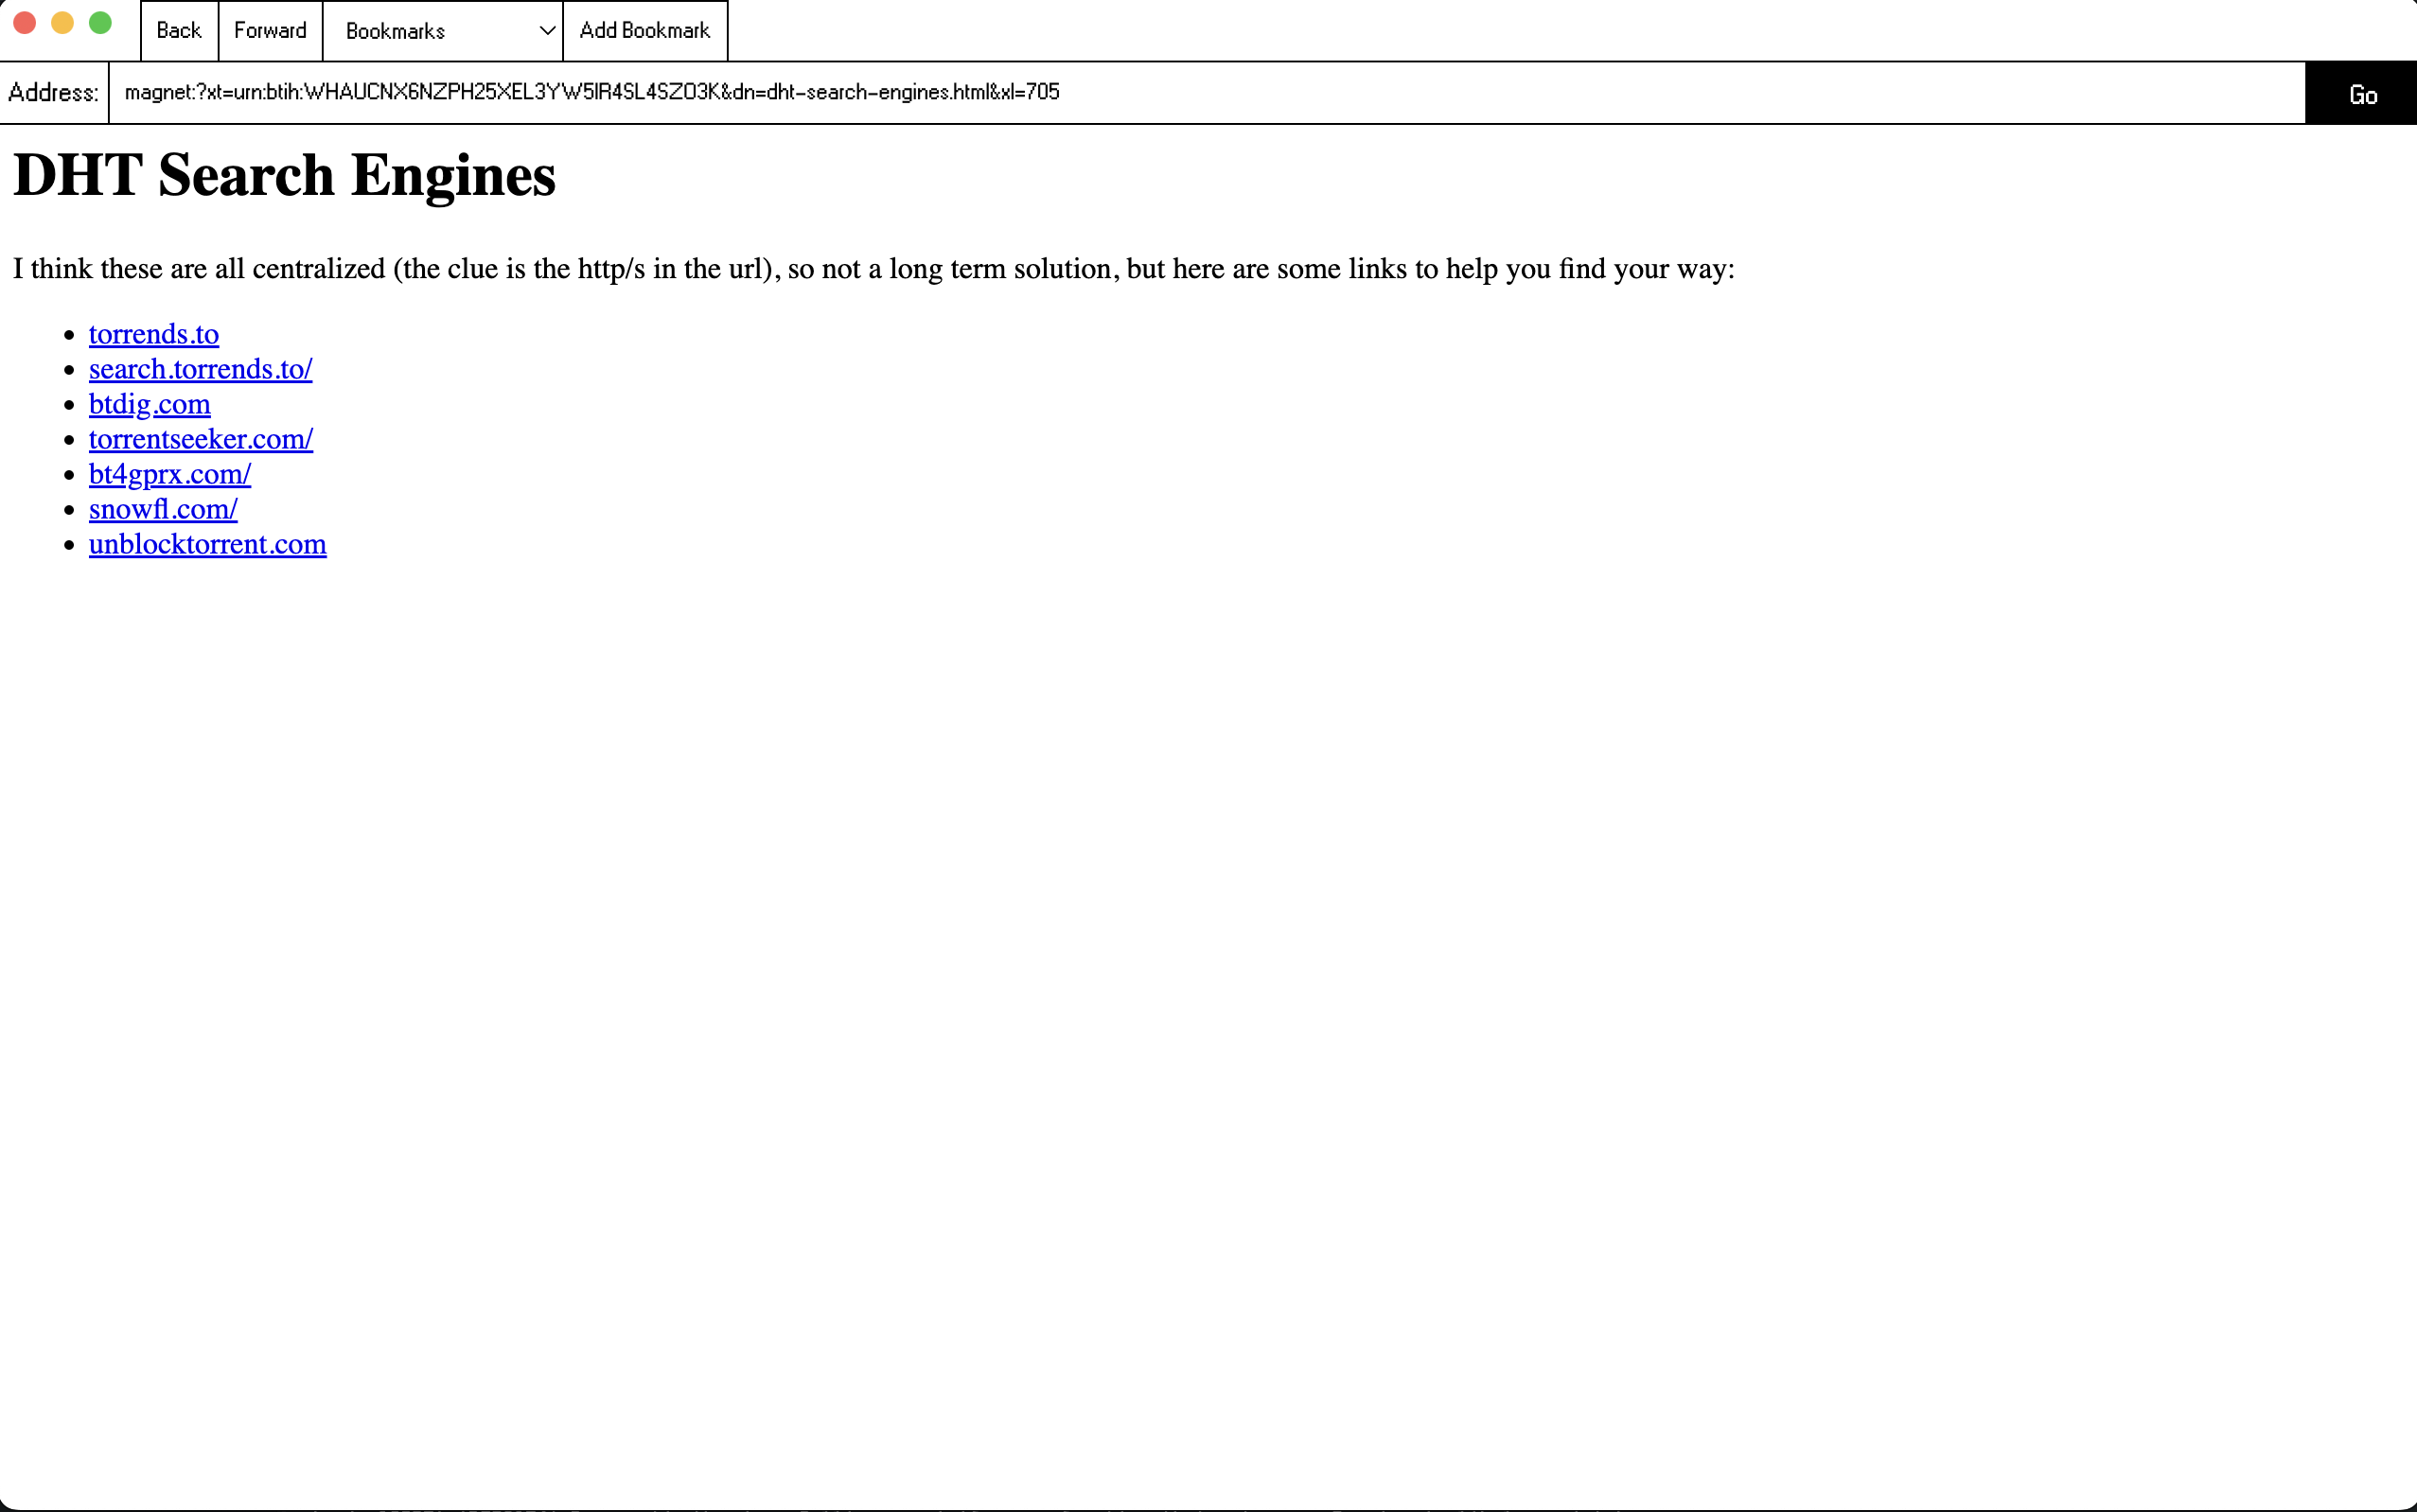 Back Forward Bookmarks Add Bookmark
Address: magnet:?xt=urn:btih:WHAUCNX6NZPH25XEL3YW5IR4SL4SZO3K&dn=dht-search-engines.html&xl=705 Go
DHT Search Engines
I think these are all centralized (the clue is the http/s in the url), so not a long term solution, but here are some links to help you find your way:
torrends.to
search.torrends.to/
btdig.com
torrentseeker.com/
bt4gprx.com/
snowfl.com/
unblocktorrent.com